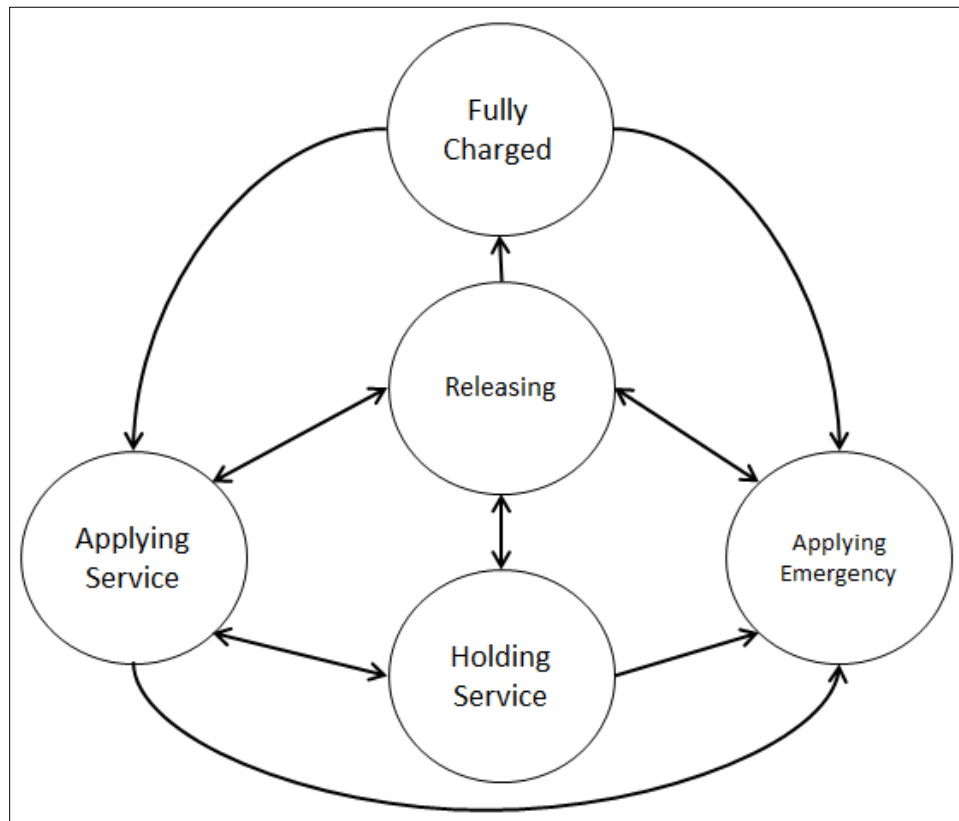 Fully
Charged
Releasing
Applying
Service
Applying
Emergency
Holding
Service